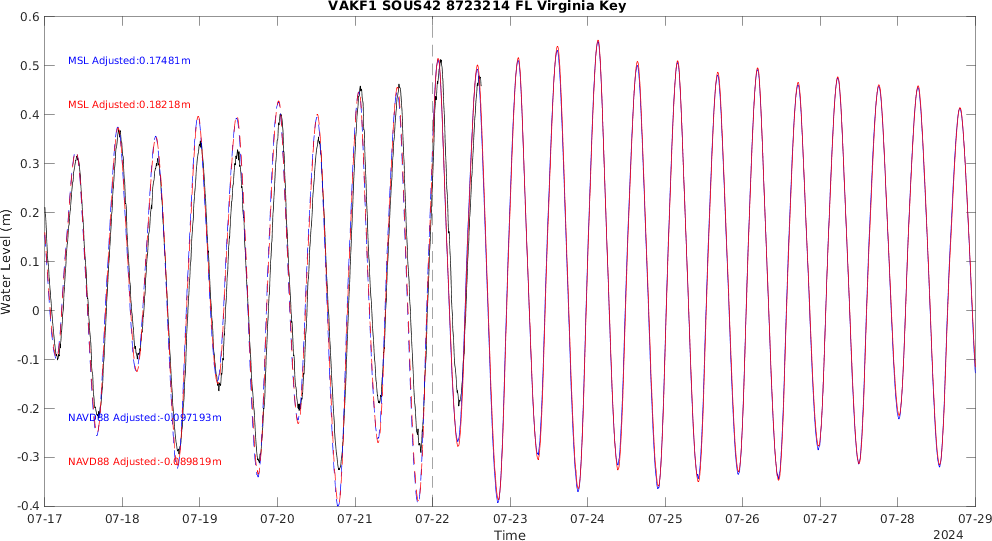 VAKF1 SOUS42 8723214 FL Virginia Key
0.6
0.5
0.4
0.3
0.2
0.1
0
-0.1
-0.2
-0.3
-0.4
Water Level (m)
MSL Adjusted:0.17481m
MSL Adjusted:0.18218m
NAVD88 Adjusted:-0.097193m
NAVD88 Adjusted:-0.089819m
07-17 07-18 07-19 07-20 07-21 07-22 07-23 07-24 07-25 07-26 07-27 07-28 07-29
Time
2024